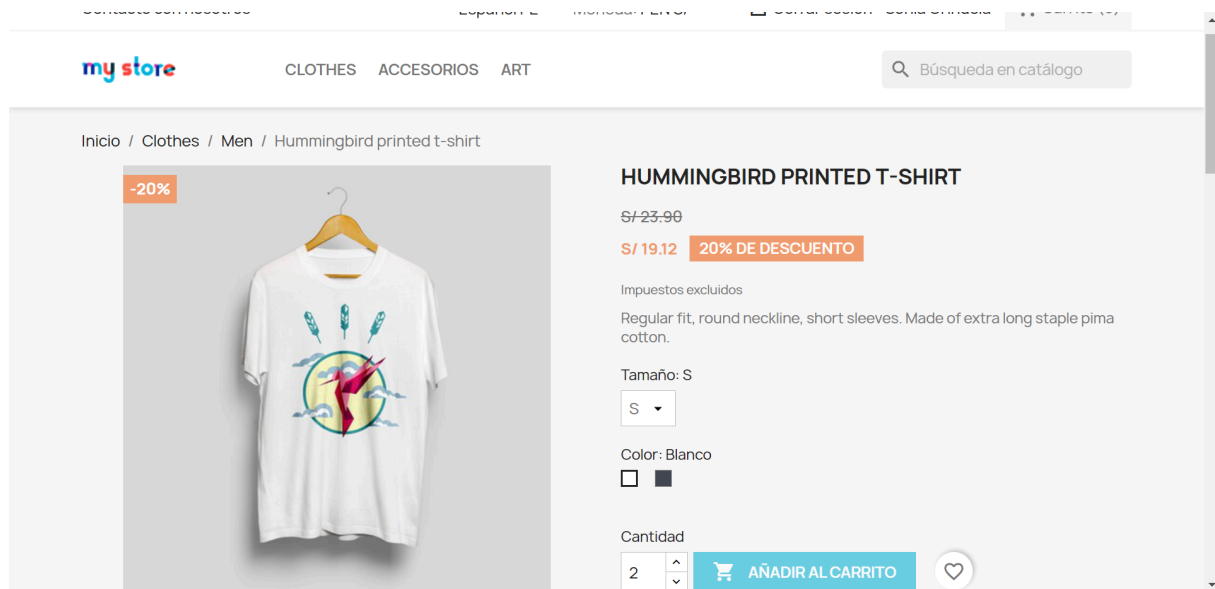 my store
CLOTHES ACCESORIOS ART
Búsqueda en catálogo
Inicio / Clothes / Men / Hummingbird printed t-shirt
-20%
HUMMINGBIRD PRINTED T-SHIRT
S/ 23.90
S/ 19.12 20% DE DESCUENTO
Impuestos excluidos
Regular fit, round neckline, short sleeves. Made of extra long staple pima
cotton.
Tamaño: S
S
Color: Blanco
Cantidad
2
AÑADIR AL CARRITO